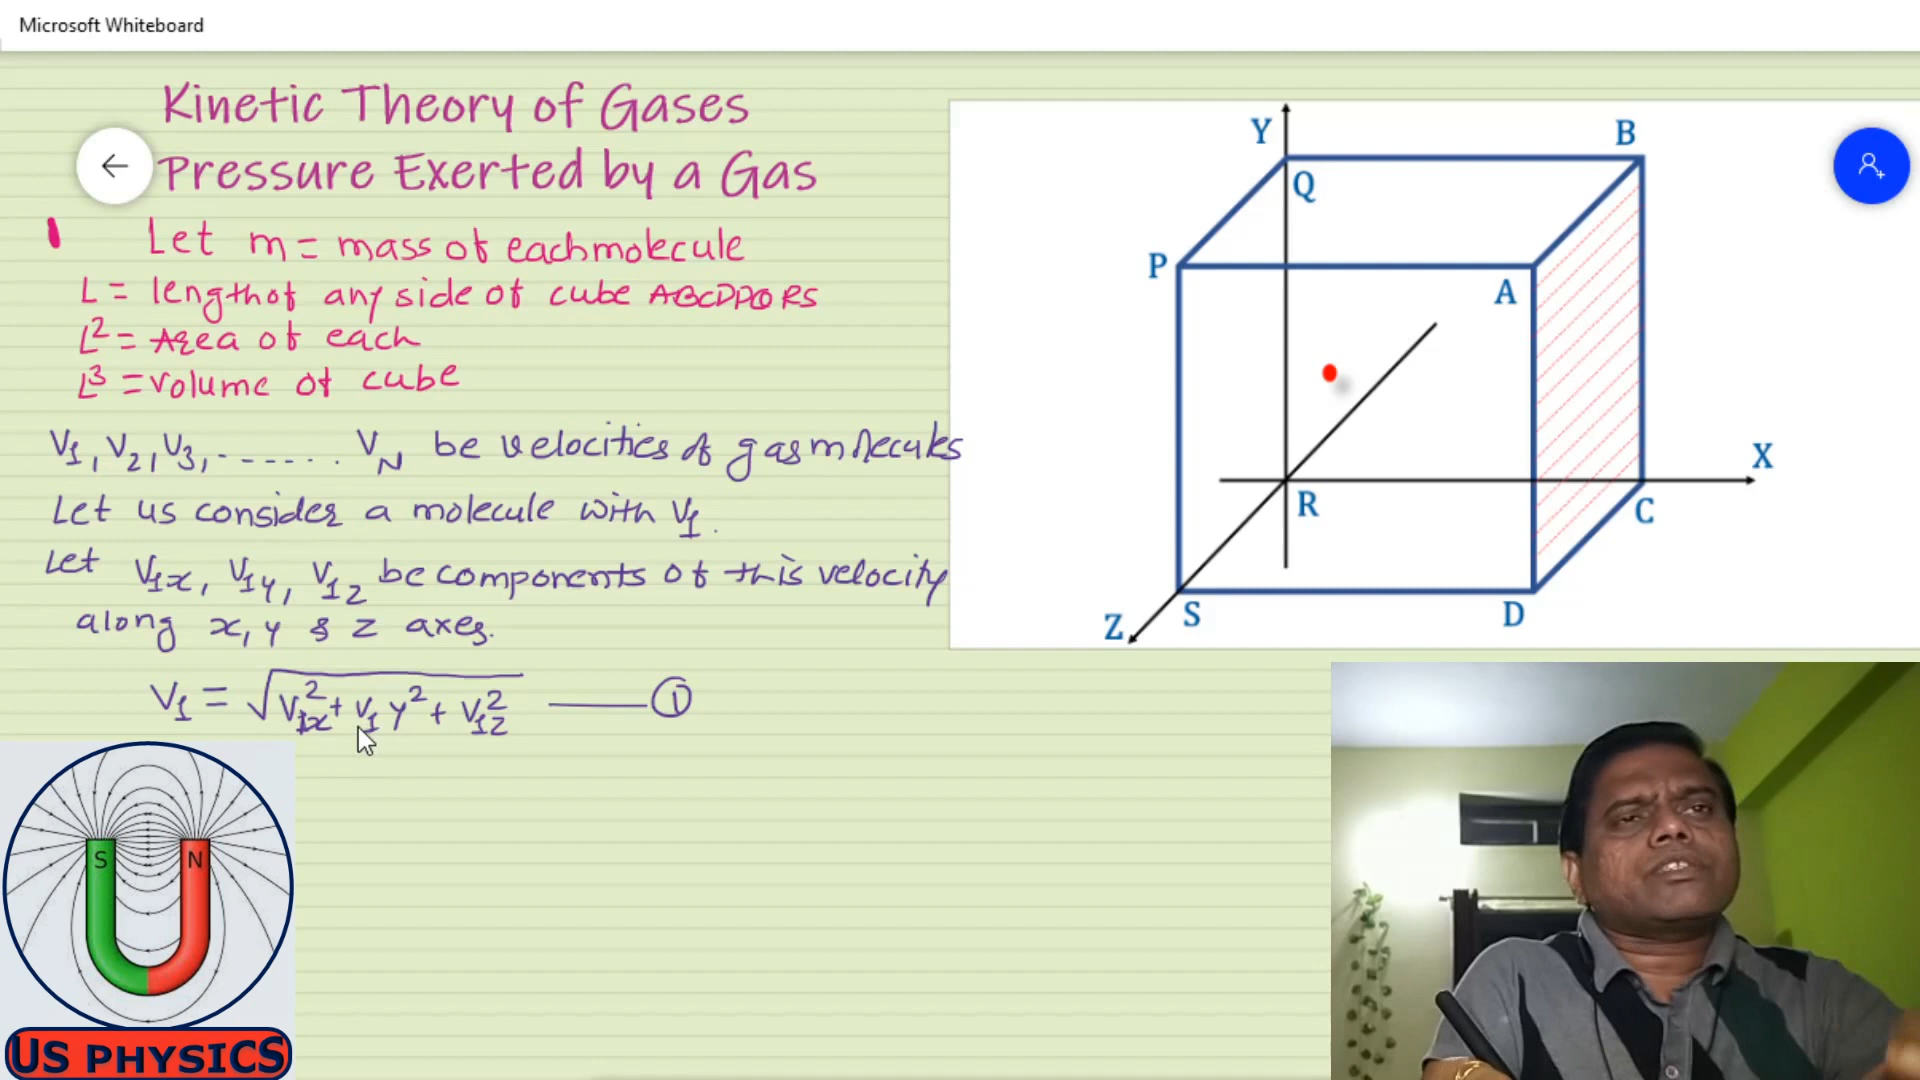 Microsoft Whiteboard
Kinetic Theory of Gases
Pressure Exerted by a Gas
Let m = mass of each molecule
L = length of any side of cube ABCDPQRS
L² = Area of each
L³ = volume of cube
V₁, V₂, V₃, ....... V_N be velocities of gas molecules
Let us consider a molecule with V₁.
Let V₁ₓ, V₁y, V₁z be components of this velocity
along x, y & z axes.
V₁ = √(V₁ₓ² + V₁y² + V₁z²) ——— ①
Y
B
Q
P
A
X
R
C
S
D
Z
S N
US PHYSICS